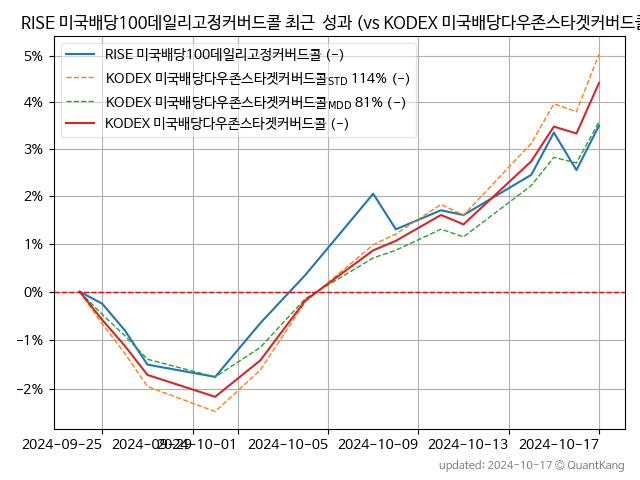 RISE 미국배당100데일리고정커버드콜 최근 성과 (vs KODEX 미국배당다우존스타겟커버드콜
RISE 미국배당100데일리고정커버드콜 (-)
KODEX 미국배당다우존스타겟커버드콜STD 114% (-)
KODEX 미국배당다우존스타겟커버드콜MDD 81% (-)
KODEX 미국배당다우존스타겟커버드콜 (-)
5%
4%
3%
2%
1%
0%
-1%
-2%
2024-09-25 2024-09-29 2024-10-01 2024-10-05 2024-10-09 2024-10-13 2024-10-17
updated: 2024-10-17 © QuantKang